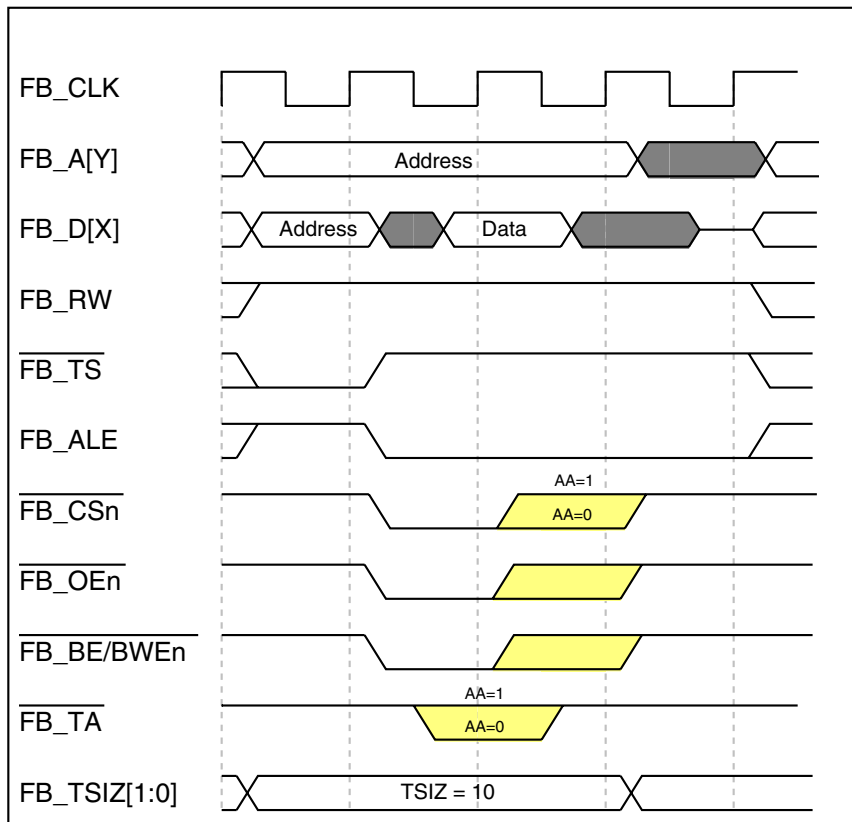 FB_CLK
FB_A[Y]
Address
FB_D[X]
Address
Data
FB_RW
FB_TS
FB_ALE
AA=1
FB_CSn
AA=0
FB_OEn
FB_BE/BWEn
AA=1
FB_TA
AA=0
FB_TSIZ[1:0]
TSIZ = 10